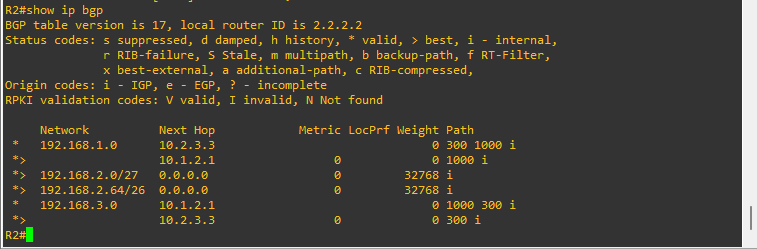 R2#show ip bgp
BGP table version is 17, local router ID is 2.2.2.2
Status codes: s suppressed, d damped, h history, * valid, > best, i - internal,
              r RIB-failure, S Stale, m multipath, b backup-path, f RT-Filter,
              x best-external, a additional-path, c RIB-compressed,
Origin codes: i - IGP, e - EGP, ? - incomplete
RPKI validation codes: V valid, I invalid, N Not found

     Network          Next Hop            Metric LocPrf Weight Path
 *   192.168.1.0      10.2.3.3                               0 300 1000 i
 *>                   10.1.2.1                 0             0 1000 i
 *>  192.168.2.0/27   0.0.0.0                  0         32768 i
 *>  192.168.2.64/26  0.0.0.0                  0         32768 i
 *   192.168.3.0      10.1.2.1                               0 1000 300 i
 *>                   10.2.3.3                 0             0 300 i
R2#